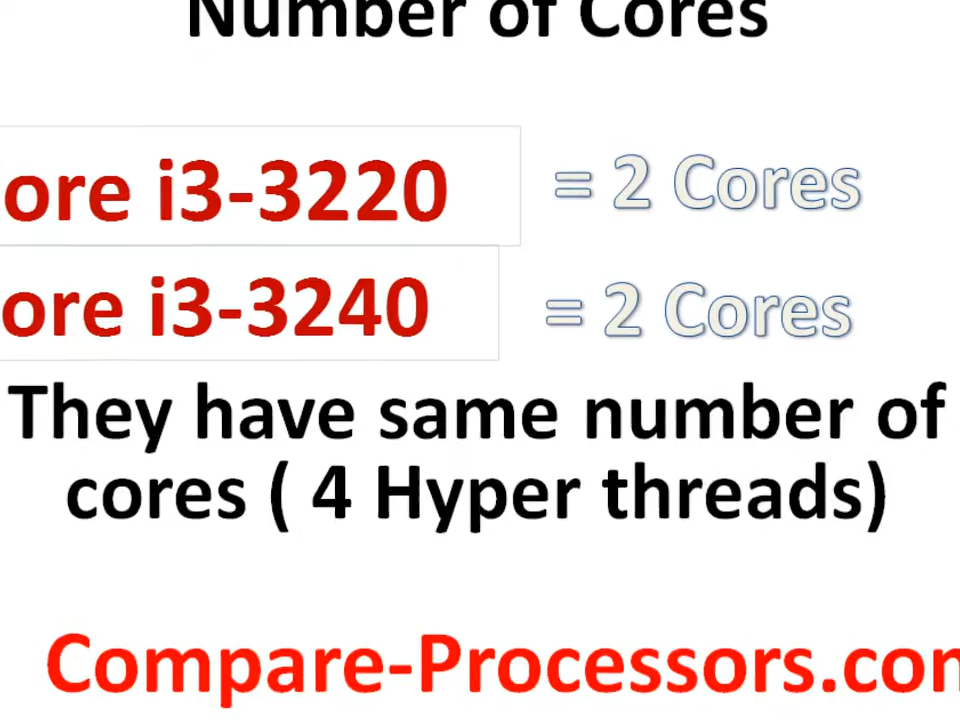 Number of Cores
ore i3-3220 = 2 Cores
ore i3-3240 = 2 Cores
They have same number of
cores ( 4 Hyper threads)
Compare-Processors.com